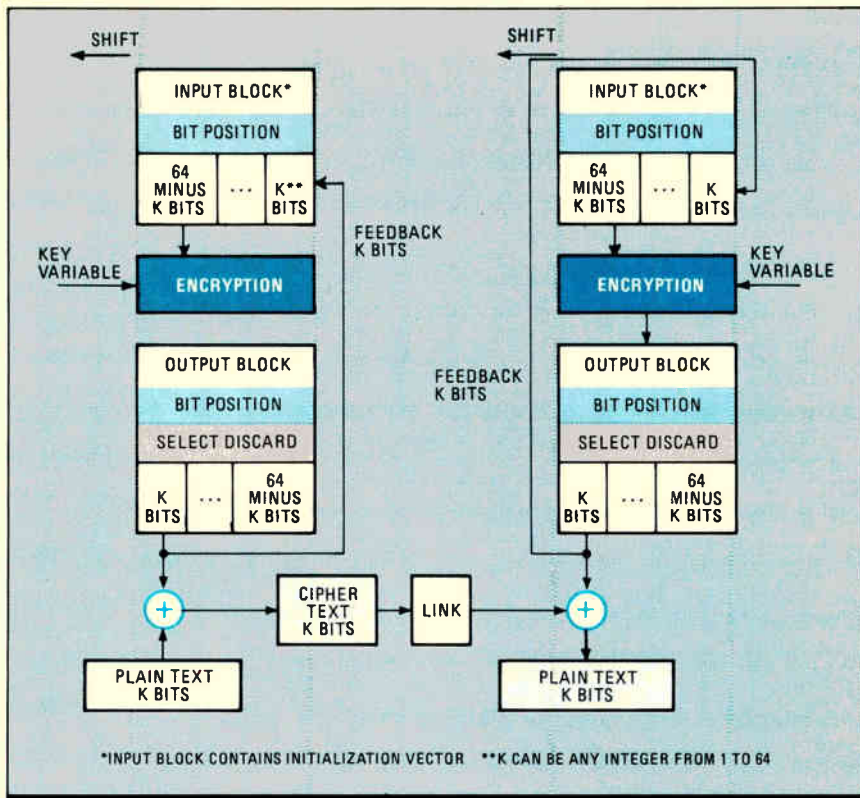 SHIFT
INPUT BLOCK*
BIT POSITION
64
MINUS
K BITS
...
K**
BITS
FEEDBACK
K BITS
KEY
VARIABLE
ENCRYPTION
OUTPUT BLOCK
BIT POSITION
SELECT DISCARD
K
BITS
...
64
MINUS
K BITS
+
CIPHER
TEXT
K BITS
LINK
PLAIN TEXT
K BITS
SHIFT
INPUT BLOCK*
BIT POSITION
64
MINUS
K BITS
...
K
BITS
KEY
VARIABLE
ENCRYPTION
FEEDBACK
K BITS
OUTPUT BLOCK
BIT POSITION
SELECT DISCARD
K
BITS
...
64
MINUS
K BITS
+
PLAIN TEXT
K BITS
*INPUT BLOCK CONTAINS INITIALIZATION VECTOR **K CAN BE ANY INTEGER FROM 1 TO 64